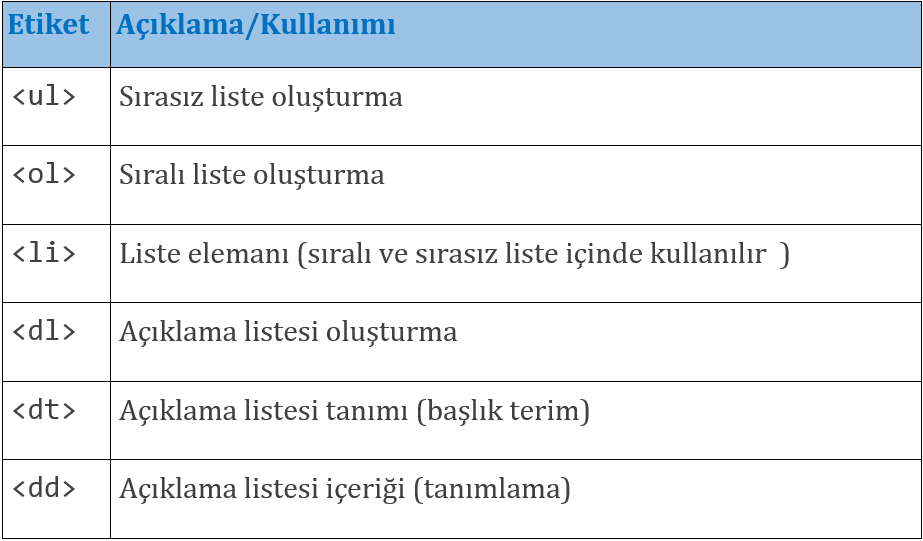 Etiket Açıklama/Kullanımı
<ul> Sırasız liste oluşturma
<ol> Sıralı liste oluşturma
<li> Liste elemanı (sıralı ve sırasız liste içinde kullanılır  )
<dl> Açıklama listesi oluşturma
<dt> Açıklama listesi tanımı (başlık terim)
<dd> Açıklama listesi içeriği (tanımlama)